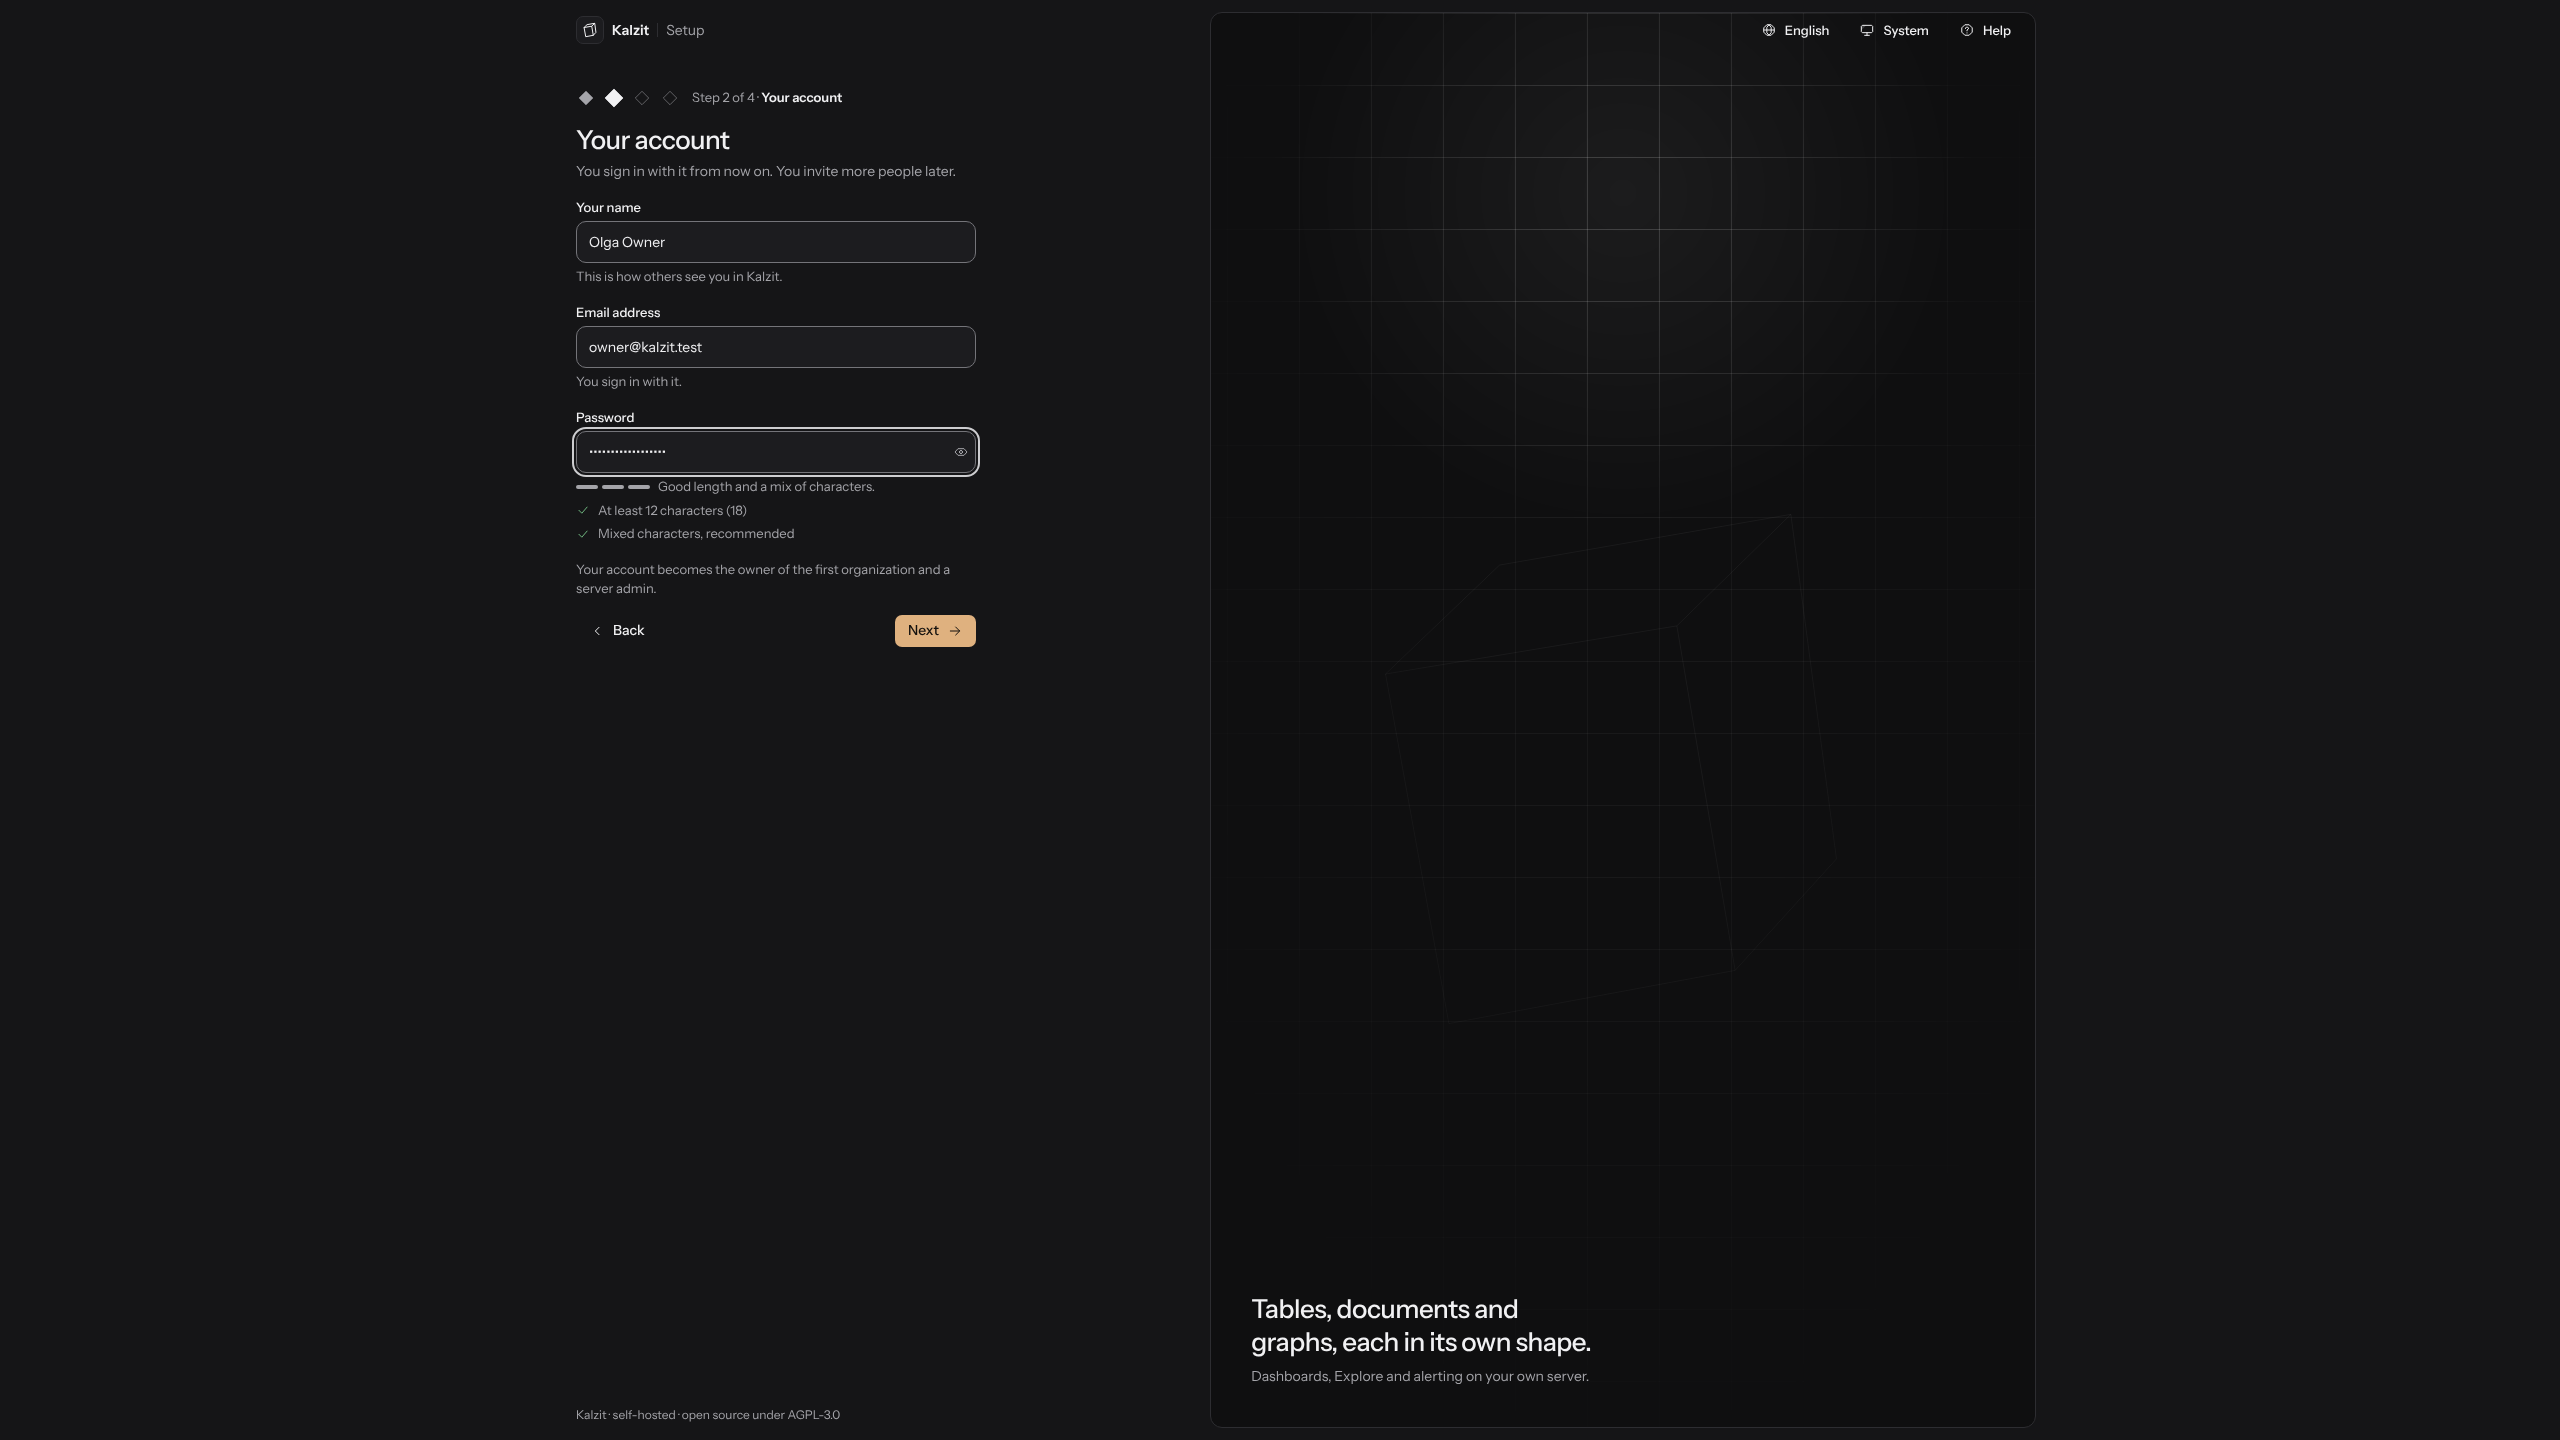 Kalzit
Setup
English
System
Help
Step 2 of 4 · Your account
Your account
You sign in with it from now on. You invite more people later.
Your name
Olga Owner
This is how others see you in Kalzit.
Email address
owner@kalzit.test
You sign in with it.
Password
••••••••••••••••••
Good length and a mix of characters.
At least 12 characters (18)
Mixed characters, recommended
Your account becomes the owner of the first organization and a
server admin.
Back
Next
Tables, documents and
graphs, each in its own shape.
Dashboards, Explore and alerting on your own server.
Kalzit · self-hosted · open source under AGPL-3.0